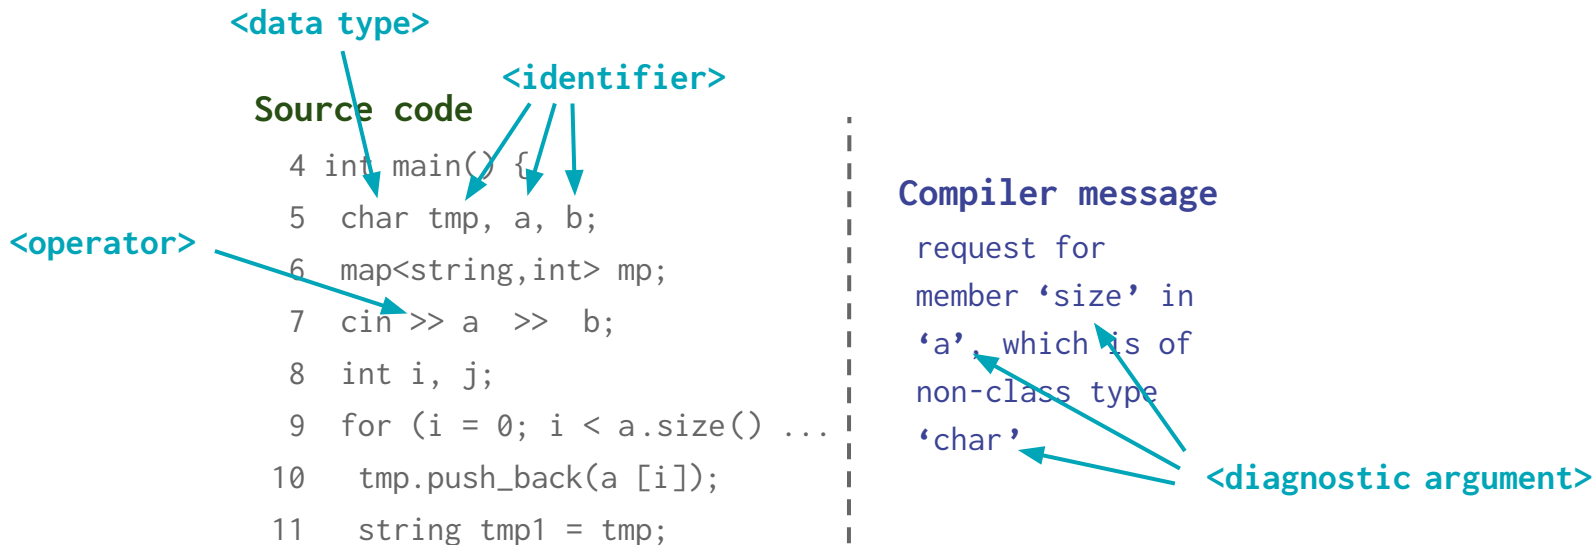 <data type>
<identifier>
Source code
4 int main() {
5 char tmp, a, b;
<operator>
6 map<string,int> mp;
7 cin >> a >> b;
8 int i, j;
9 for (i = 0; i < a.size() ...
10 tmp.push_back(a [i]);
11 string tmp1 = tmp;
Compiler message
request for
member ‘size’ in
‘a’, which is of
non-class type
‘char’
<diagnostic argument>